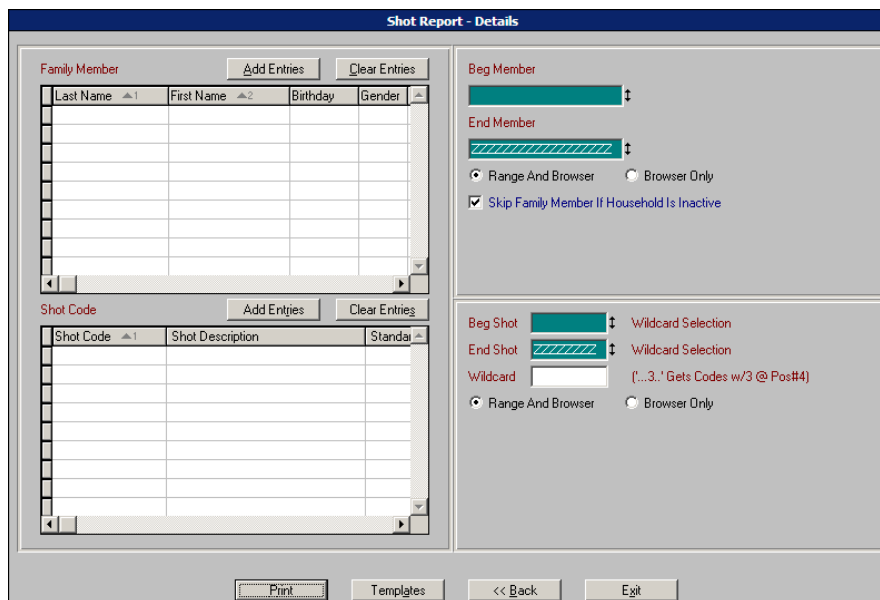 Shot Report - Details
Family Member
Add Entries
Clear Entries
Last Name 1 First Name 2 Birthday Gender
Shot Code
Add Entries
Clear Entries
Shot Code 1 Shot Description Standa
Beg Member
End Member
ZZZZZZZZZZZZZZZZZZZZ
Range And Browser Browser Only
Skip Family Member If Household Is Inactive
Beg Shot Wildcard Selection
End Shot ZZZZZZZZ Wildcard Selection
Wildcard ('...3..' Gets Codes w/3 @ Pos#4)
Range And Browser Browser Only
Print Templates << Back Exit